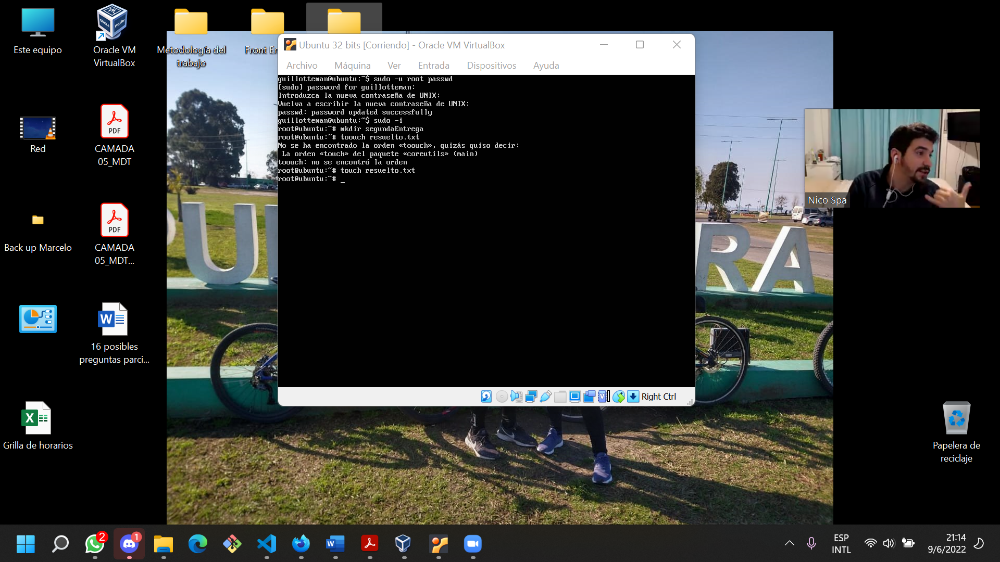 Este equipo
Oracle VM
VirtualBox
Metodología del
trabajo
Front En
Ubuntu 32 bits [Corriendo] - Oracle VM VirtualBox
Archivo Máquina Ver Entrada Dispositivos Ayuda
guillotteman@ubuntu:~$ sudo -u root passwd
[sudo] password for guillotteman:
Introduzca la nueva contraseña de UNIX:
Vuelva a escribir la nueva contraseña de UNIX:
passwd: password updated successfully
guillotteman@ubuntu:~$ sudo -i
root@ubuntu:~# mkdir segundaEntrega
root@ubuntu:~# toouch resuelto.txt
No se ha encontrado la orden «toouch», quizás quiso decir:
La orden «touch» del paquete «coreutils» (main)
toouch: no se encontró la orden
root@ubuntu:~# touch resuelto.txt
root@ubuntu:~# _
Right Ctrl
Nico Spa
Red
PDF
CAMADA
05_MDT
Back up Marcelo
PDF
CAMADA
05_MDT...
16 posibles
preguntas parci...
Grilla de horarios
Papelera de
reciclaje
U
RA
2
1
ESP
INTL
21:14
9/6/2022